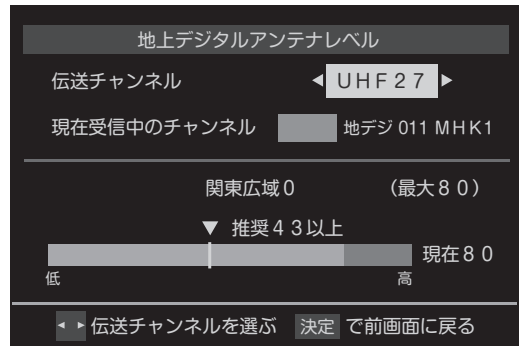 地上デジタルアンテナレベル
伝送チャンネル ◀ UHF27 ▶
現在受信中のチャンネル 地デジ 011 MHK1
関東広域0 (最大80)
▼ 推奨43以上
現在80
低 高
◂ ▸ 伝送チャンネルを選ぶ 決定 で前画面に戻る